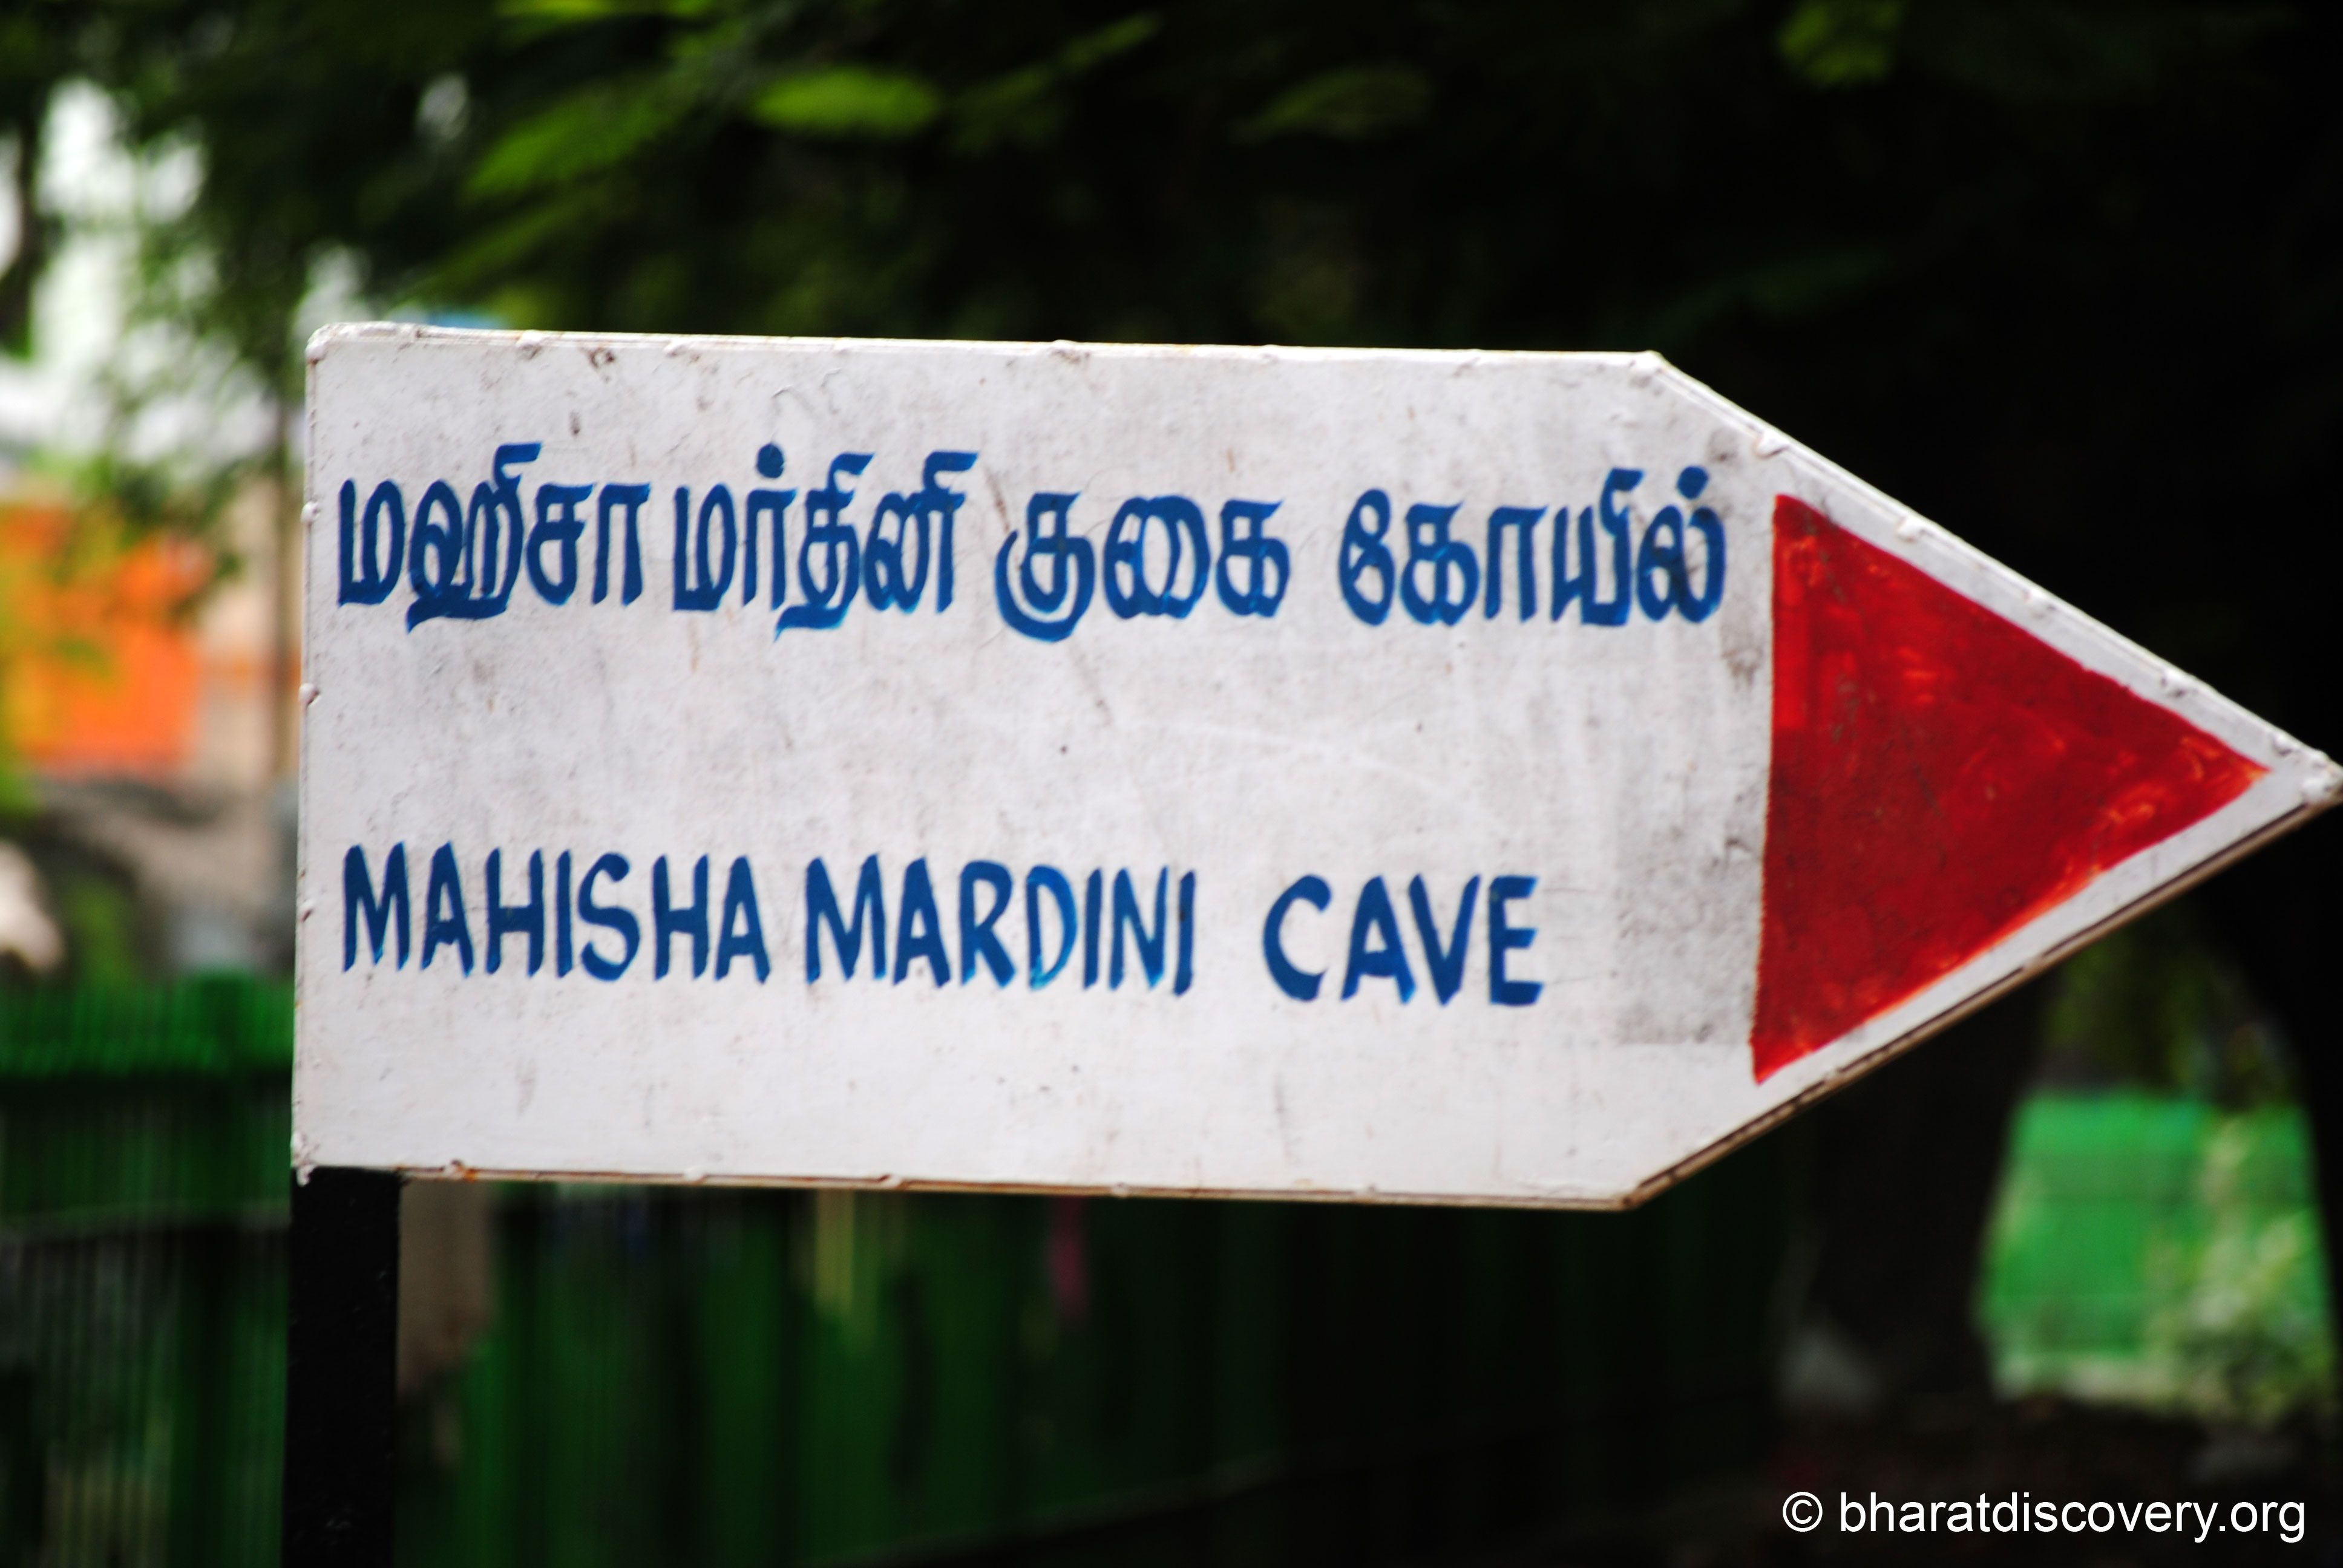 மஹிசா மர்தினி குகை கோயில்
MAHISHA MARDINI CAVE
© bharatdiscovery.org